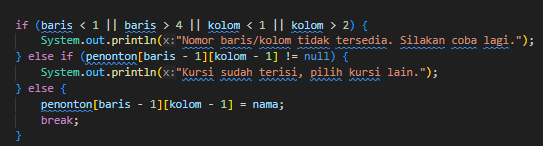 if (baris < 1 || baris > 4 || kolom < 1 || kolom > 2) {
System.out.println(x:"Nomor baris/kolom tidak tersedia. Silakan coba lagi.");
} else if (penonton[baris - 1][kolom - 1] != null) {
System.out.println(x:"Kursi sudah terisi, pilih kursi lain.");
} else {
penonton[baris - 1][kolom - 1] = nama;
break;
}